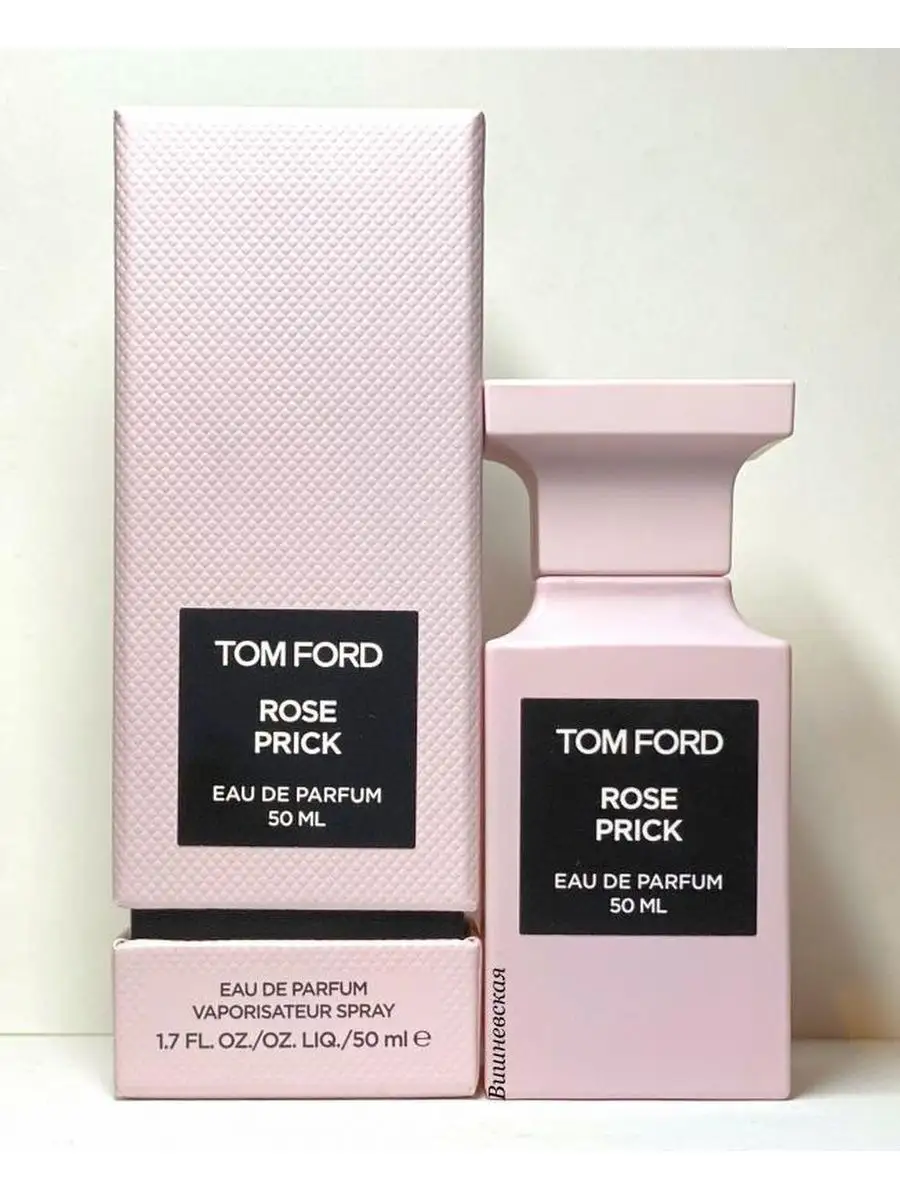 TOM FORD
ROSE
PRICK
EAU DE PARFUM
50 ML
EAU DE PARFUM
VAPORISATEUR SPRAY
1.7 FL. OZ./OZ. LIQ./50 ml ℮
TOM FORD
ROSE
PRICK
EAU DE PARFUM
50 ML
Вишневская